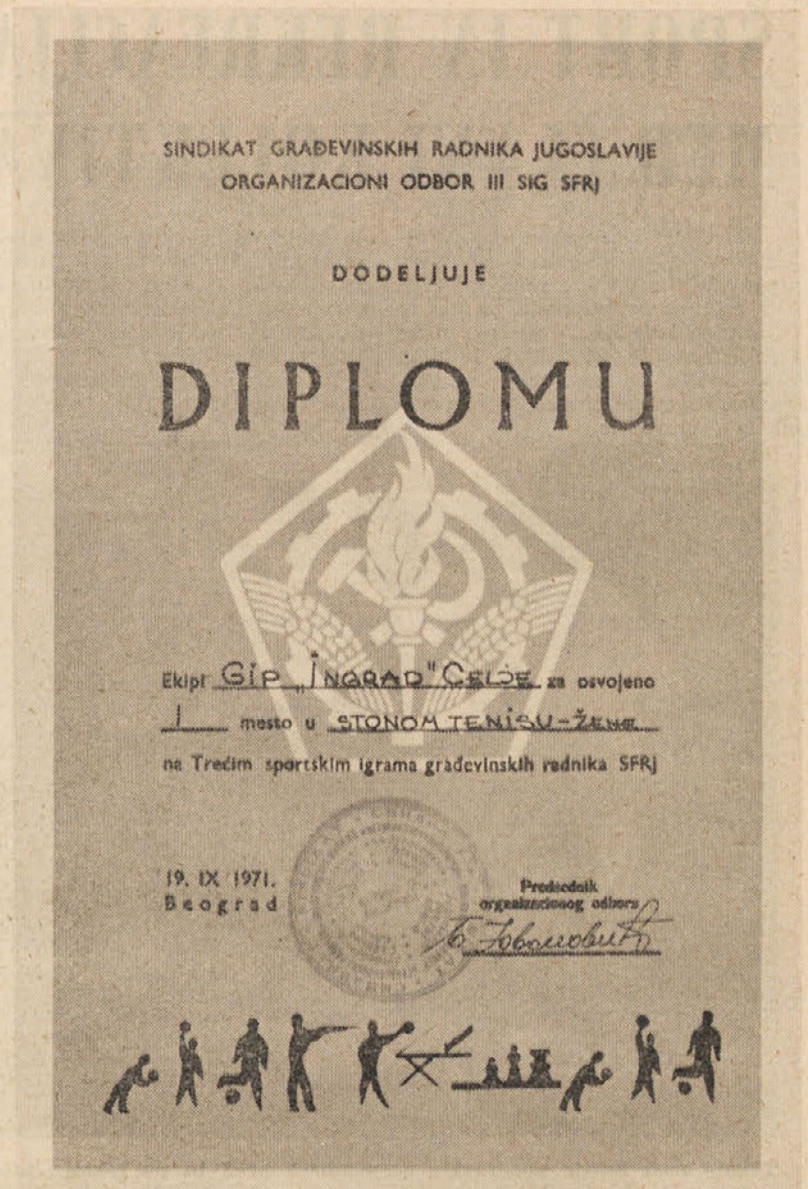 SINDIKAT GRAĐEVINSKIH RADNIKA JUGOSLAVIJE
ORGANIZACIONI ODBOR III SIG SFRJ
DODELJUJE
DIPLOMU
Ekipi GIP „INGRAD" CELJE za osvojeno
I mesto u STONOM TENISU-ŽENE
na Trećim sportskim igrama građevinskih radnika SFRJ
19. IX 1971.
Beograd
Predsednik
organizacionog odbora
Јовановић